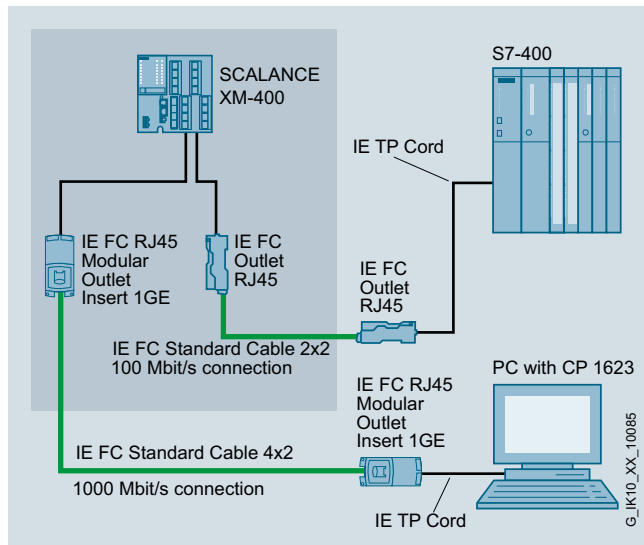 SCALANCE
XM-400
S7-400
IE TP Cord
IE FC RJ45
Modular
Outlet
Insert 1GE
IE FC
Outlet
RJ45
IE FC
Outlet
RJ45
IE FC Standard Cable 2x2
100 Mbit/s connection
IE FC RJ45
Modular
Outlet
Insert 1GE
PC with CP 1623
IE FC Standard Cable 4x2
1000 Mbit/s connection
IE TP Cord
G_IK10_XX_10085